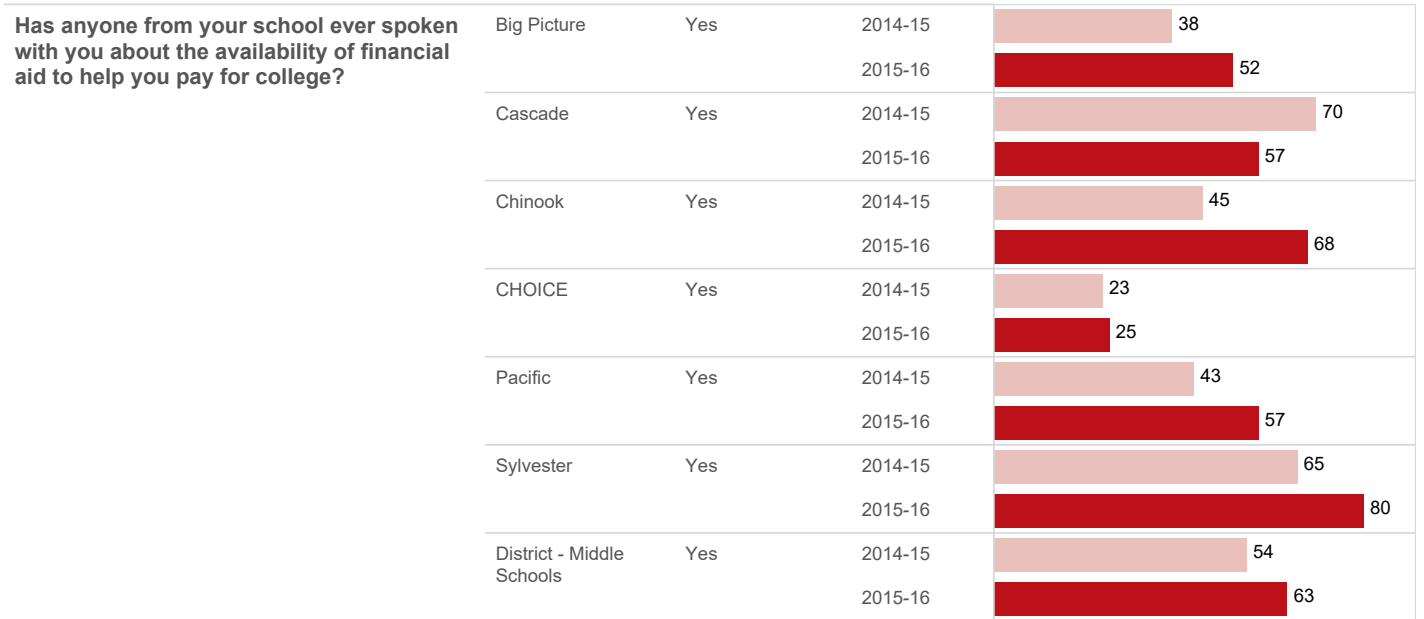 Has anyone from your school ever spoken
with you about the availability of financial
aid to help you pay for college?
Big Picture Yes 2014-15 38
2015-16 52
Cascade Yes 2014-15 70
2015-16 57
Chinook Yes 2014-15 45
2015-16 68
CHOICE Yes 2014-15 23
2015-16 25
Pacific Yes 2014-15 43
2015-16 57
Sylvester Yes 2014-15 65
2015-16 80
District - Middle
Schools Yes 2014-15 54
2015-16 63